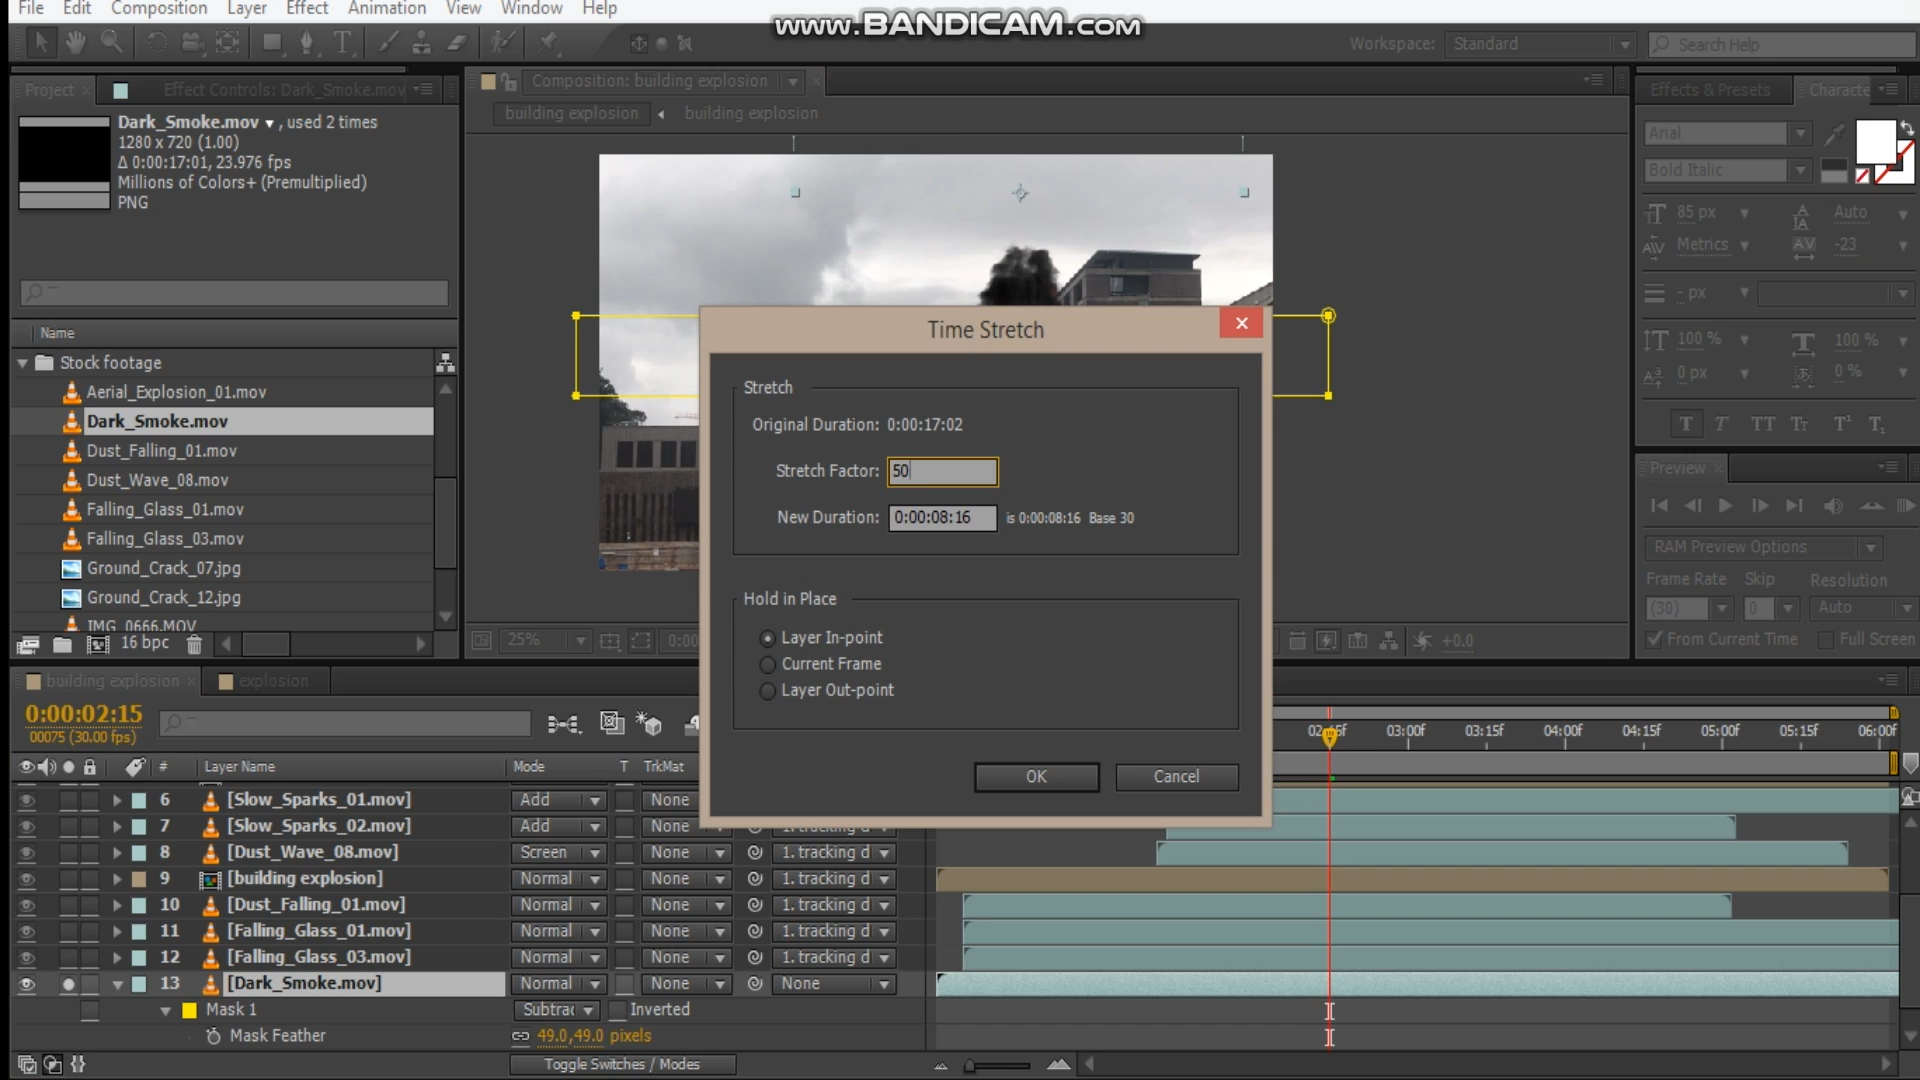 File Edit Composition Layer Effect Animation View Window Help
www.BANDICAM.com
Workspace: Standard
Search Help
Project
Effect Controls: Dark_Smoke.mov
Dark_Smoke.mov , used 2 times
1280 x 720 (1.00)
Δ 0:00:17:01, 23.976 fps
Millions of Colors+ (Premultiplied)
PNG
Name
Stock footage
Aerial_Explosion_01.mov
Dark_Smoke.mov
Dust_Falling_01.mov
Dust_Wave_08.mov
Falling_Glass_01.mov
Falling_Glass_03.mov
Ground_Crack_07.jpg
Ground_Crack_12.jpg
IMG_0666.MOV
16 bpc
Composition: building explosion
building explosion building explosion
25% 0:00
+0.0
Time Stretch
Stretch
Original Duration: 0:00:17:02
Stretch Factor: 50
New Duration: 0:00:08:16 is 0:00:08:16 Base 30
Hold in Place
Layer In-point
Current Frame
Layer Out-point
OK Cancel
Effects & Presets Characte
Arial
Bold Italic
85 px Auto
Metrics -23
- px
100 % 100 %
0 px 0 %
Preview
RAM Preview Options
Frame Rate Skip Resolution
(30) 0 Auto
From Current Time Full Screen
building explosion explosion
0:00:02:15
00075 (30.00 fps)
# Layer Name Mode T TrkMat
6 [Slow_Sparks_01.mov] Add None
7 [Slow_Sparks_02.mov] Add None 1. tracking d
8 [Dust_Wave_08.mov] Screen None 1. tracking d
9 [building explosion] Normal None 1. tracking d
10 [Dust_Falling_01.mov] Normal None 1. tracking d
11 [Falling_Glass_01.mov] Normal None 1. tracking d
12 [Falling_Glass_03.mov] Normal None 1. tracking d
13 [Dark_Smoke.mov] Normal None None
Mask 1 Subtrac Inverted
Mask Feather 49.0,49.0 pixels
Toggle Switches / Modes
03:00f 03:15f 04:00f 04:15f 05:00f 05:15f 06:00f